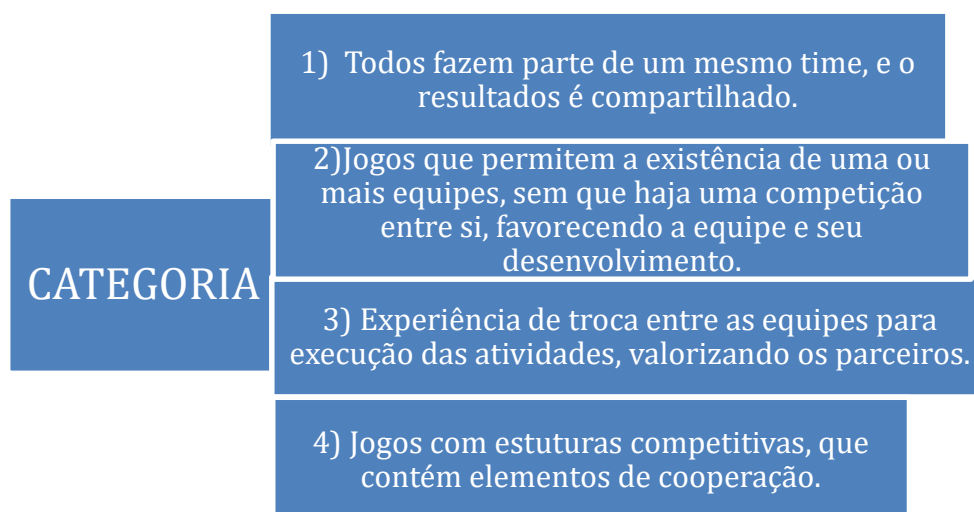 CATEGORIA
1) Todos fazem parte de um mesmo time, e o
resultados é compartilhado.
2)Jogos que permitem a existência de uma ou
mais equipes, sem que haja uma competição
entre si, favorecendo a equipe e seu
desenvolvimento.
3) Experiência de troca entre as equipes para
execução das atividades, valorizando os parceiros.
4) Jogos com estuturas competitivas, que
contém elementos de cooperação.